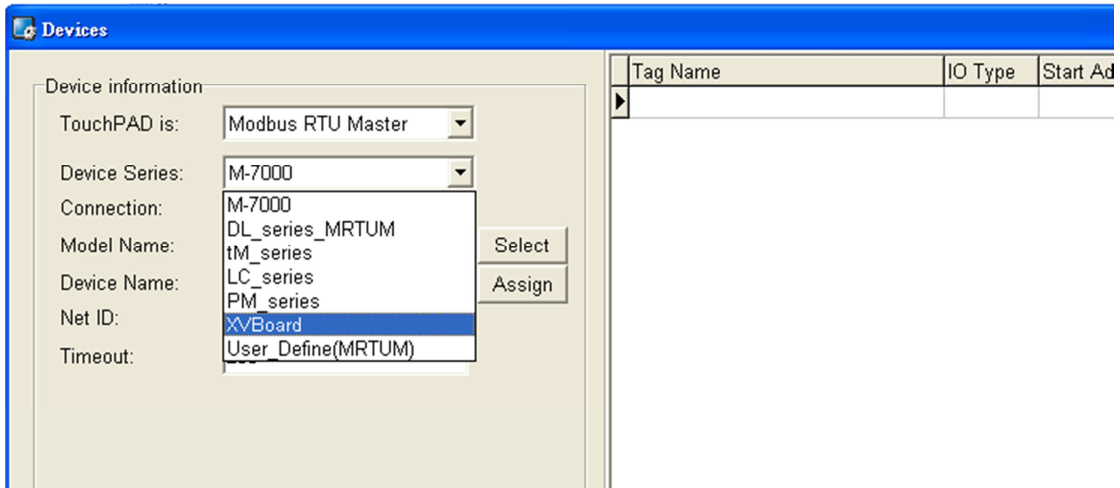 Devices
Device information
TouchPAD is: Modbus RTU Master
Device Series: M-7000
Connection: M-7000
DL_series_MRTUM
Model Name: tM_series Select
LC_series
Device Name: PM_series Assign
Net ID: XVBoard
Timeout: User_Define(MRTUM)
Tag Name IO Type Start Ad